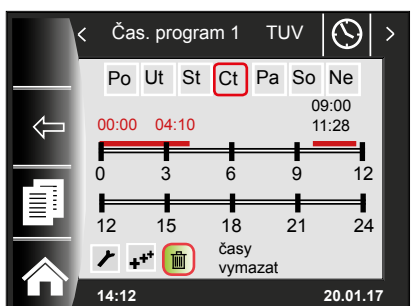 < Čas. program 1 TUV >
Po Ut St Čt Pa So Ne
09:00
00:00 04:10 11:28
0 3 6 9 12
12 15 18 21 24
časy
vymazat
14:12 20.01.17